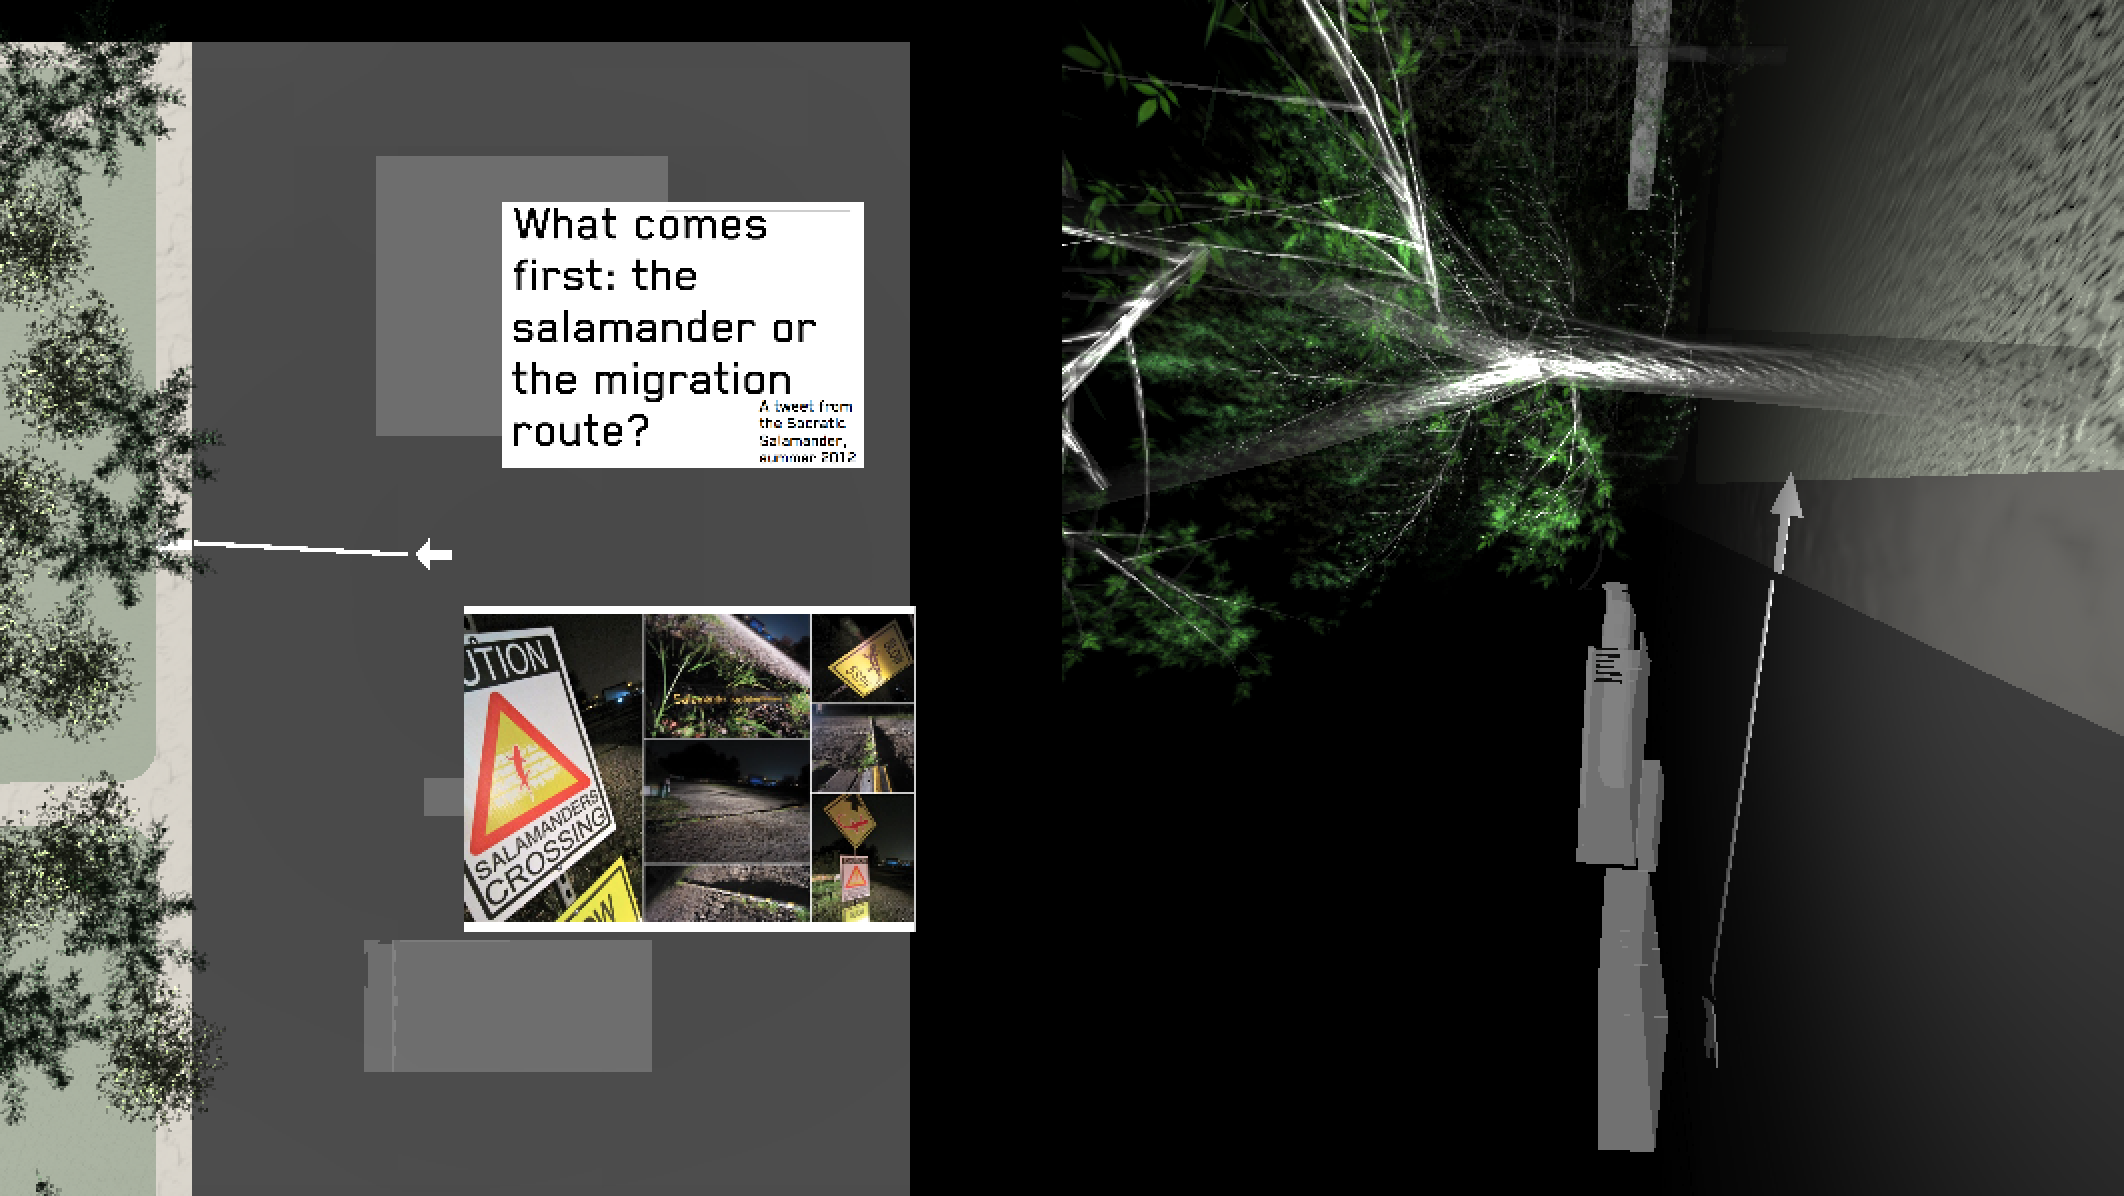 What comes
first: the
salamander or
the migration
route?
A tweet from
the Socratic
Salamander,
summer 2012
UTION
SALAMANDERS
CROSSING
OW